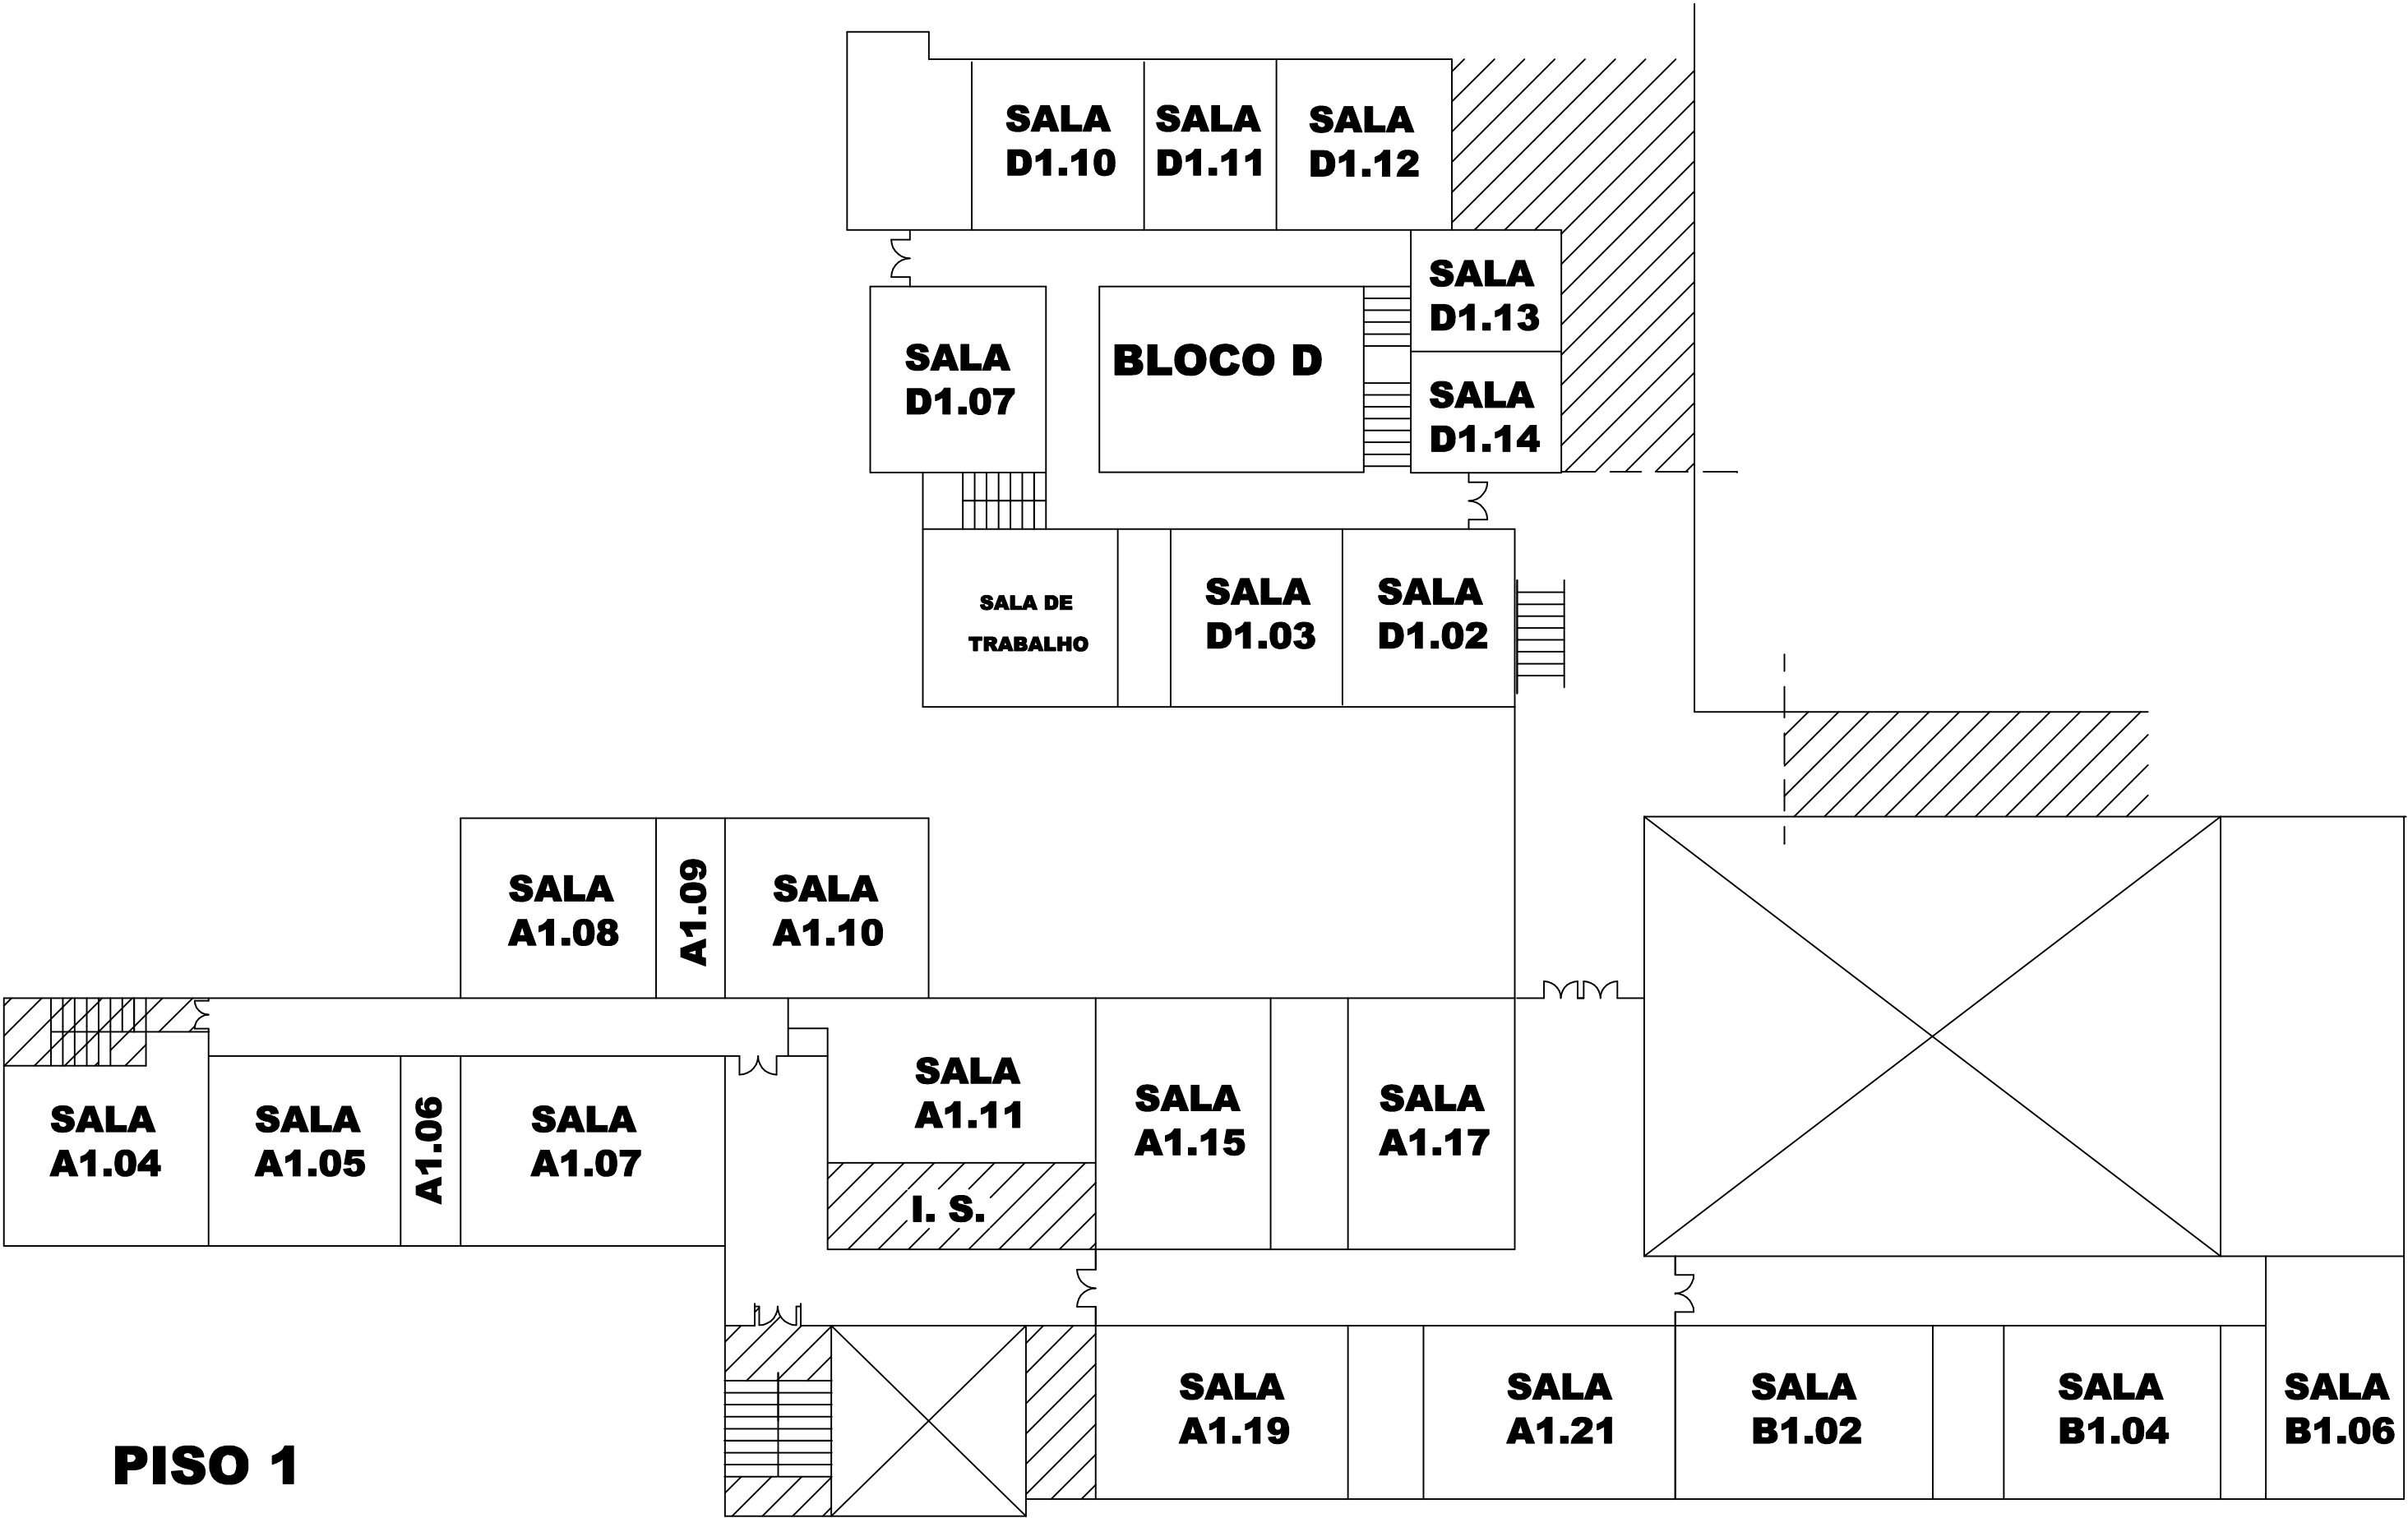 SALA
D1.10
SALA
D1.11
SALA
D1.12
SALA
D1.13
SALA
D1.07
BLOCO D
SALA
D1.14
SALA DE
TRABALHO
SALA
D1.03
SALA
D1.02
SALA
A1.08
A1.09
SALA
A1.10
SALA
A1.04
SALA
A1.05
A1.06
SALA
A1.07
SALA
A1.11
I. S.
SALA
A1.15
SALA
A1.17
SALA
A1.19
SALA
A1.21
SALA
B1.02
SALA
B1.04
SALA
B1.06
PISO 1